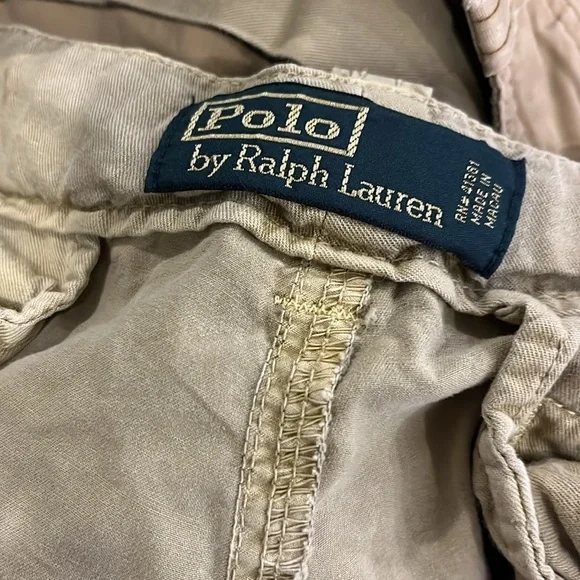 Polo
by Ralph Lauren
RN# 41381
MADE IN
MACAU